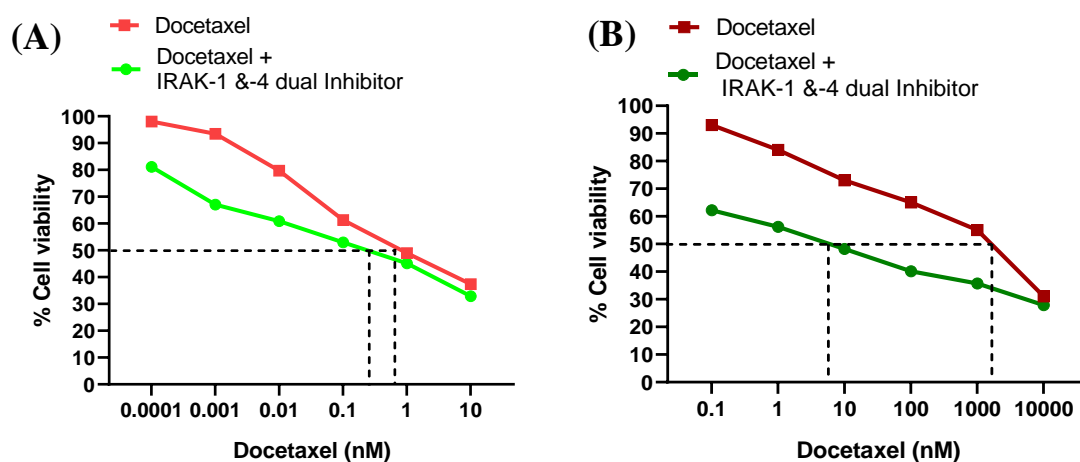 (A)
Docetaxel
Docetaxel +
IRAK-1 &-4 dual Inhibitor
% Cell viability
100
90
80
70
60
50
40
30
20
10
0
0.0001 0.001 0.01 0.1 1 10
Docetaxel (nM)
(B)
Docetaxel
Docetaxel +
IRAK-1 &-4 dual Inhibitor
% Cell viability
100
90
80
70
60
50
40
30
20
10
0
0.1 1 10 100 1000 10000
Docetaxel (nM)